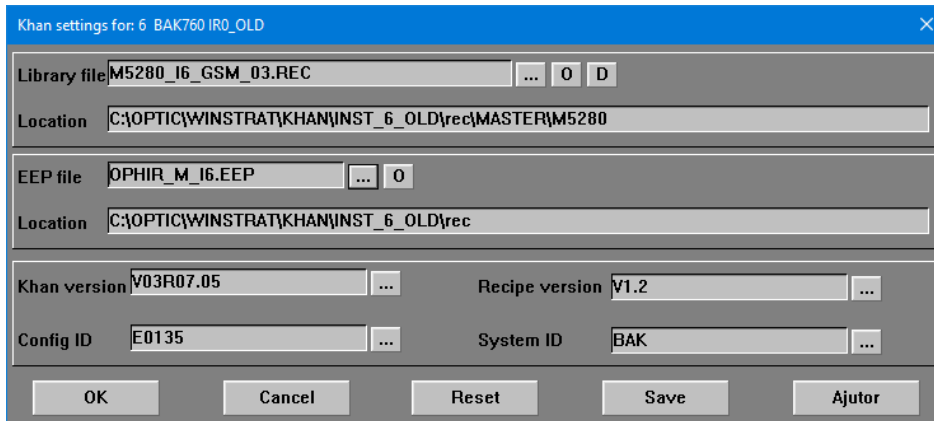 Khan settings for: 6 BAK760 IR0_OLD
Library file M5280_I6_GSM_03.REC ... O D
Location C:\OPTIC\WINSTRAT\KHAN\INST_6_OLD\rec\MASTER\M5280
EEP file OPHIR_M_I6.EEP ... O
Location C:\OPTIC\WINSTRAT\KHAN\INST_6_OLD\rec
Khan version V03R07.05 ... Recipe version V1.2 ...
Config ID E0135 ... System ID BAK ...
OK Cancel Reset Save Ajutor